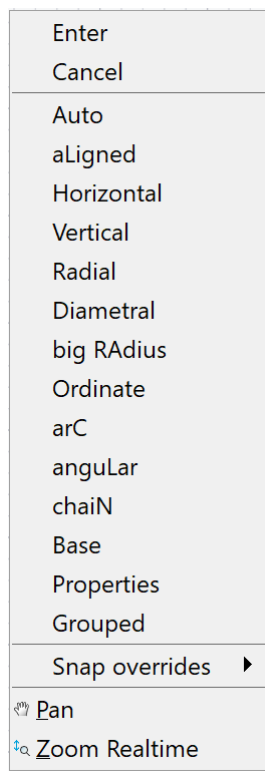 Enter
Cancel
Auto
aLigned
Horizontal
Vertical
Radial
Diametral
big RAdius
Ordinate
arC
anguLar
chaiN
Base
Properties
Grouped
Snap overrides
Pan
Zoom Realtime